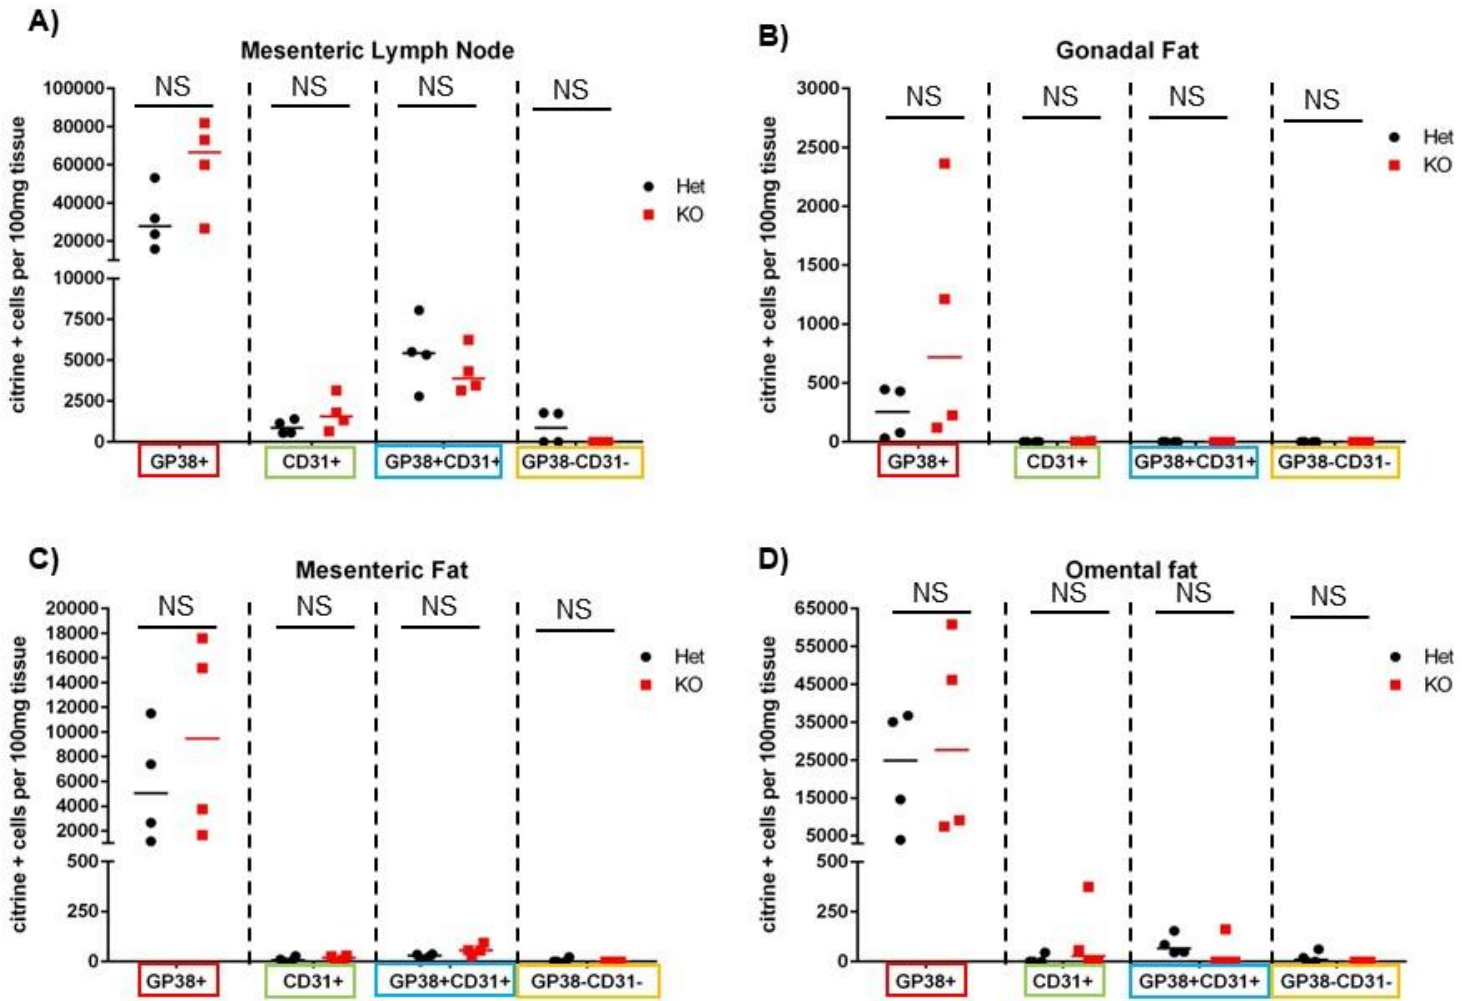 A)
Mesenteric Lymph Node
NS NS NS NS
citrine + cells per 100mg tissue
100000
80000
60000
40000
20000
10000
7500
5000
2500
0
Het
KO
GP38+ CD31+ GP38+CD31+ GP38-CD31-
B)
Gonadal Fat
NS NS NS NS
citrine + cells per 100mg tissue
3000
2500
2000
1500
1000
500
0
Het
KO
GP38+ CD31+ GP38+CD31+ GP38-CD31-
C)
Mesenteric Fat
NS NS NS NS
citrine + cells per 100mg tissue
20000
18000
16000
14000
12000
10000
8000
6000
4000
2000
500
250
0
Het
KO
GP38+ CD31+ GP38+CD31+ GP38-CD31-
D)
Omental fat
NS NS NS NS
citrine + cells per 100mg tissue
65000
55000
45000
35000
25000
15000
5000
500
250
0
Het
KO
GP38+ CD31+ GP38+CD31+ GP38-CD31-